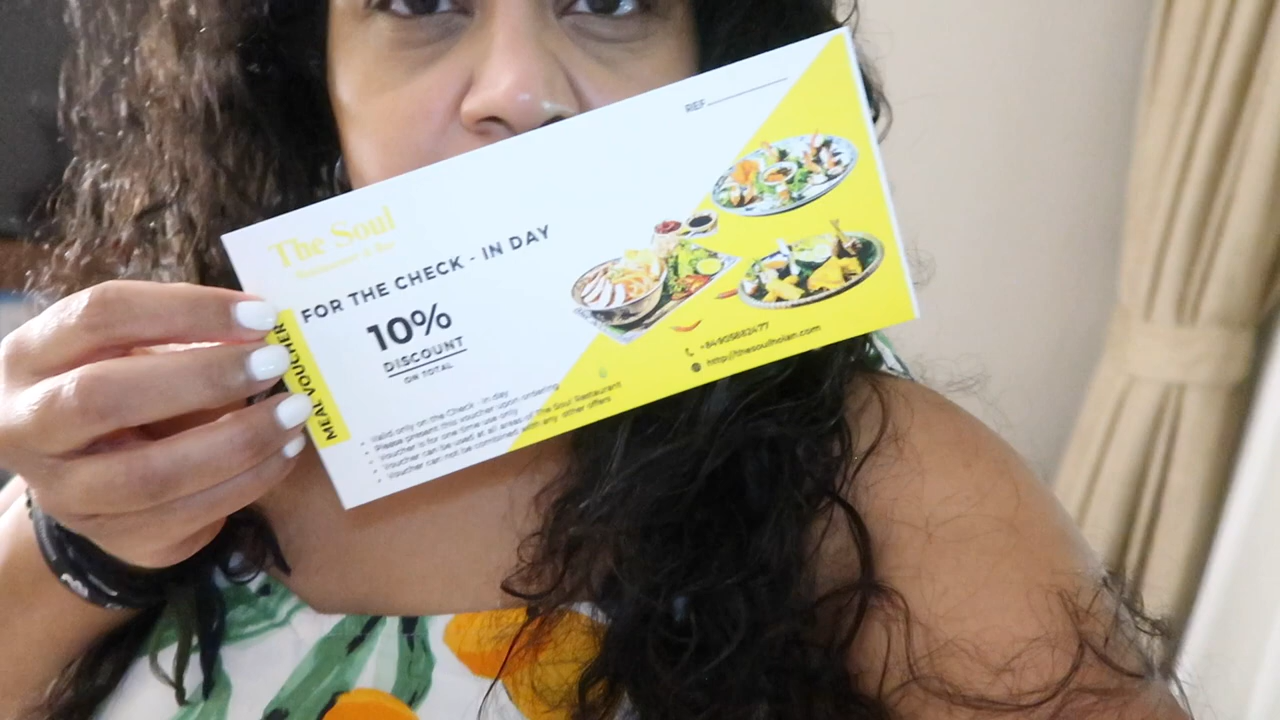 REF
The Soul
Restaurant & Bar
FOR THE CHECK - IN DAY
10%
DISCOUNT
ON TOTAL
MEAL VOUCHER
• Valid only on the Check - In day
• Please present this voucher upon ordering
• Voucher is for one time use only
• Voucher can be used at all areas of The Soul Restaurant
• Voucher can not be combined with any other offers
+84905882477
http://thesoulhoian.com